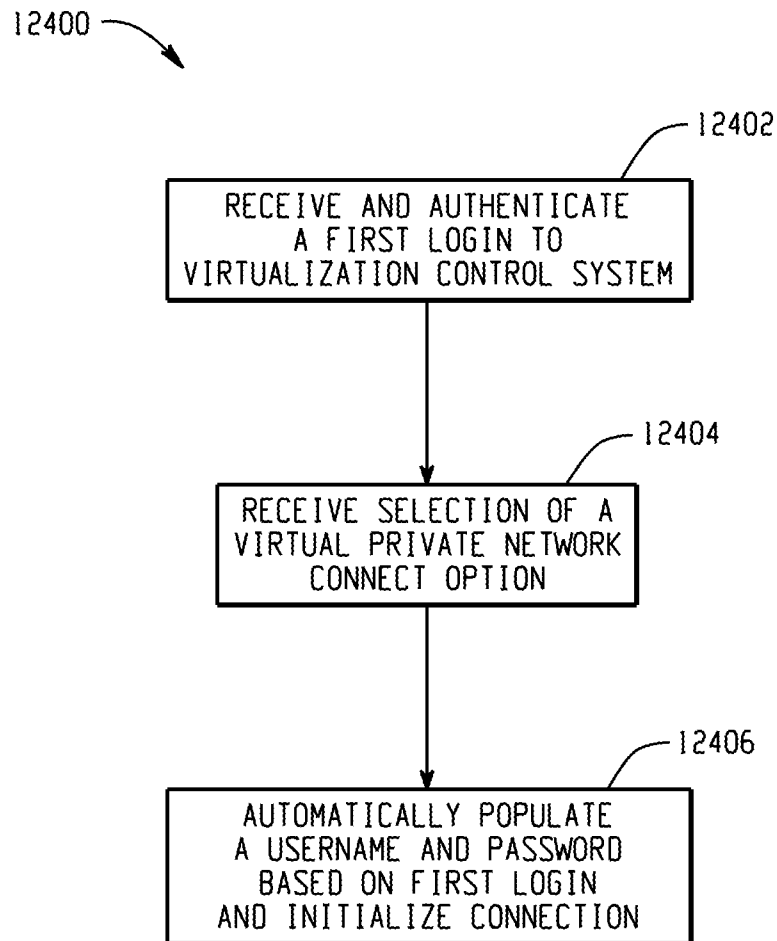 12400
12402
RECEIVE AND AUTHENTICATE
A FIRST LOGIN TO
VIRTUALIZATION CONTROL SYSTEM
12404
RECEIVE SELECTION OF A
VIRTUAL PRIVATE NETWORK
CONNECT OPTION
12406
AUTOMATICALLY POPULATE
A USERNAME AND PASSWORD
BASED ON FIRST LOGIN
AND INITIALIZE CONNECTION